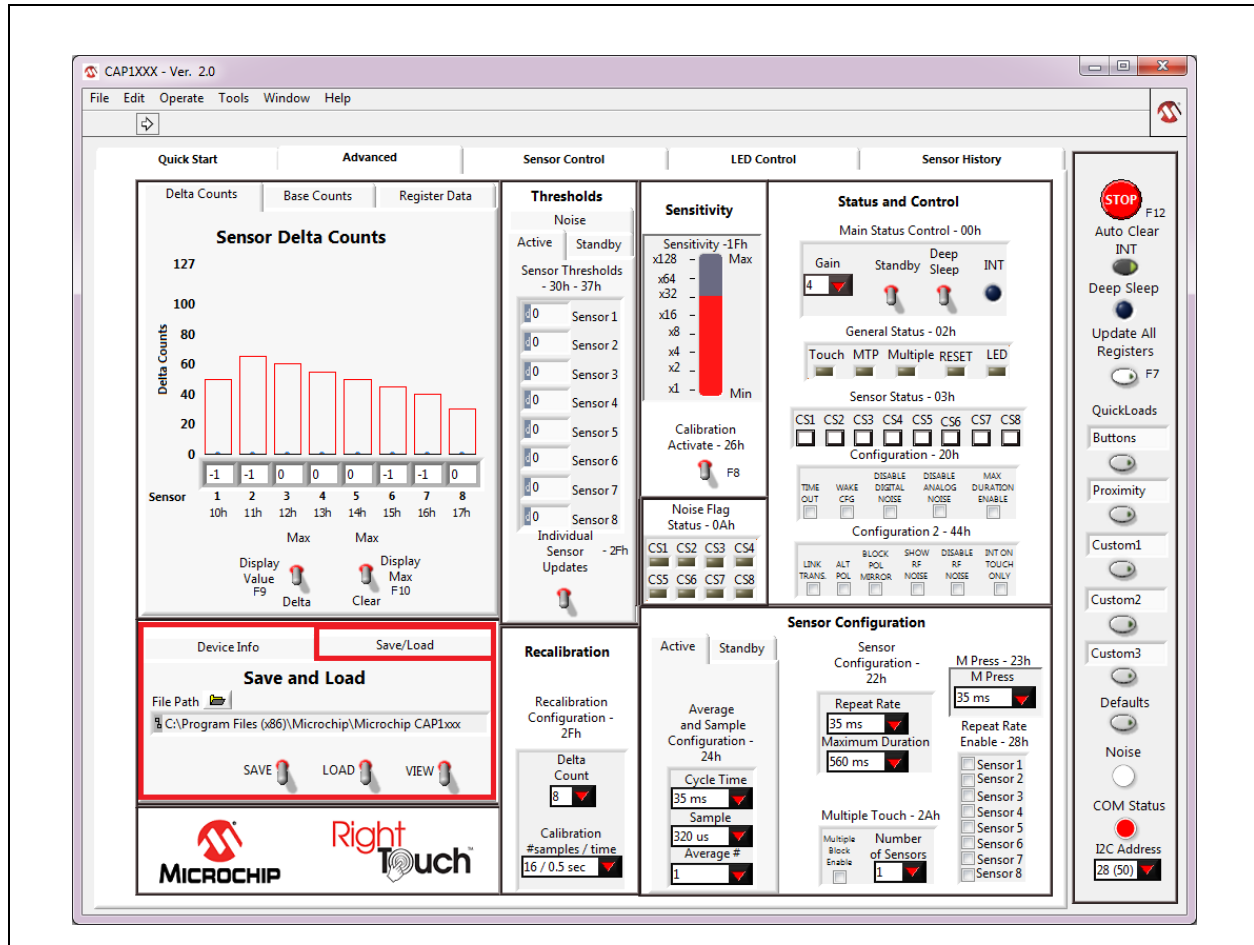 CAP1XXX - Ver. 2.0
File Edit Operate Tools Window Help
Quick Start Advanced Sensor Control LED Control Sensor History
Delta Counts Base Counts Register Data
Sensor Delta Counts
Delta Counts
127
100
80
60
40
20
0
-1 -1 0 0 0 -1 -1 0
Sensor 1 2 3 4 5 6 7 8
10h 11h 12h 13h 14h 15h 16h 17h
Max Max
Display
Value
F9
Delta
Display
Max
F10
Clear
Device Info Save/Load
Save and Load
File Path
C:\Program Files (x86)\Microchip\Microchip CAP1xxx
SAVE LOAD VIEW
MICROCHIP
Right
Touch
Thresholds
Noise
Active Standby
Sensor Thresholds
- 30h - 37h
d 0 Sensor 1
d 0 Sensor 2
d 0 Sensor 3
d 0 Sensor 4
d 0 Sensor 5
d 0 Sensor 6
d 0 Sensor 7
d 0 Sensor 8
Individual
Sensor - 2Fh
Updates
Recalibration
Recalibration
Configuration -
2Fh
Delta
Count
8
Calibration
#samples / time
16 / 0.5 sec
Sensitivity
Sensitivity -1Fh
x128 Max
x64
x32
x16
x8
x4
x2
x1 Min
Calibration
Activate - 26h
F8
Noise Flag
Status - 0Ah
CS1 CS2 CS3 CS4
CS5 CS6 CS7 CS8
Status and Control
Main Status Control - 00h
Gain
4
Standby
Deep
Sleep
INT
General Status - 02h
Touch MTP Multiple RESET LED
Sensor Status - 03h
CS1 CS2 CS3 CS4 CS5 CS6 CS7 CS8
Configuration - 20h
TIME
OUT
WAKE
CFG
DISABLE
DIGITAL
NOISE
DISABLE
ANALOG
NOISE
MAX
DURATION
ENABLE
Configuration 2 - 44h
LINK
TRANS.
ALT
POL
BLOCK
POL
MIRROR
SHOW
RF
NOISE
DISABLE
RF
NOISE
INT ON
TOUCH
ONLY
Sensor Configuration
Active Standby
Average
and Sample
Configuration -
24h
Cycle Time
35 ms
Sample
320 us
Average #
1
Sensor
Configuration -
22h
Repeat Rate
35 ms
Maximum Duration
560 ms
Multiple Touch - 2Ah
Multiple
Block
Enable
Number
of Sensors
1
M Press - 23h
M Press
35 ms
Repeat Rate
Enable - 28h
Sensor 1
Sensor 2
Sensor 3
Sensor 4
Sensor 5
Sensor 6
Sensor 7
Sensor 8
STOP
F12
Auto Clear
INT
Deep Sleep
Update All
Registers
F7
QuickLoads
Buttons
Proximity
Custom1
Custom2
Custom3
Defaults
Noise
COM Status
I2C Address
28 (50)